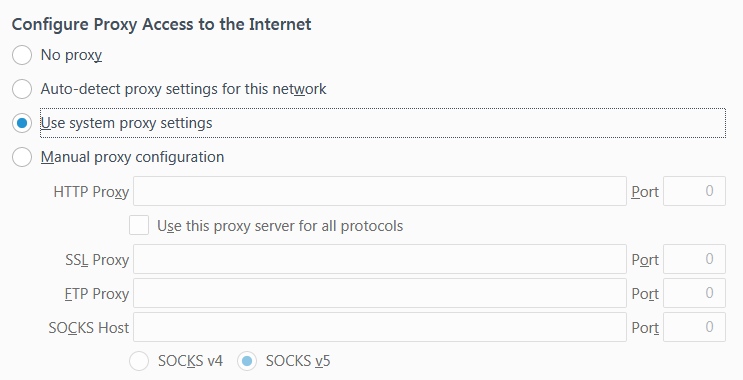 Configure Proxy Access to the Internet
No proxy
Auto-detect proxy settings for this network
Use system proxy settings
Manual proxy configuration
HTTP Proxy Port 0
Use this proxy server for all protocols
SSL Proxy Port 0
FTP Proxy Port 0
SOCKS Host Port 0
SOCKS v4 SOCKS v5